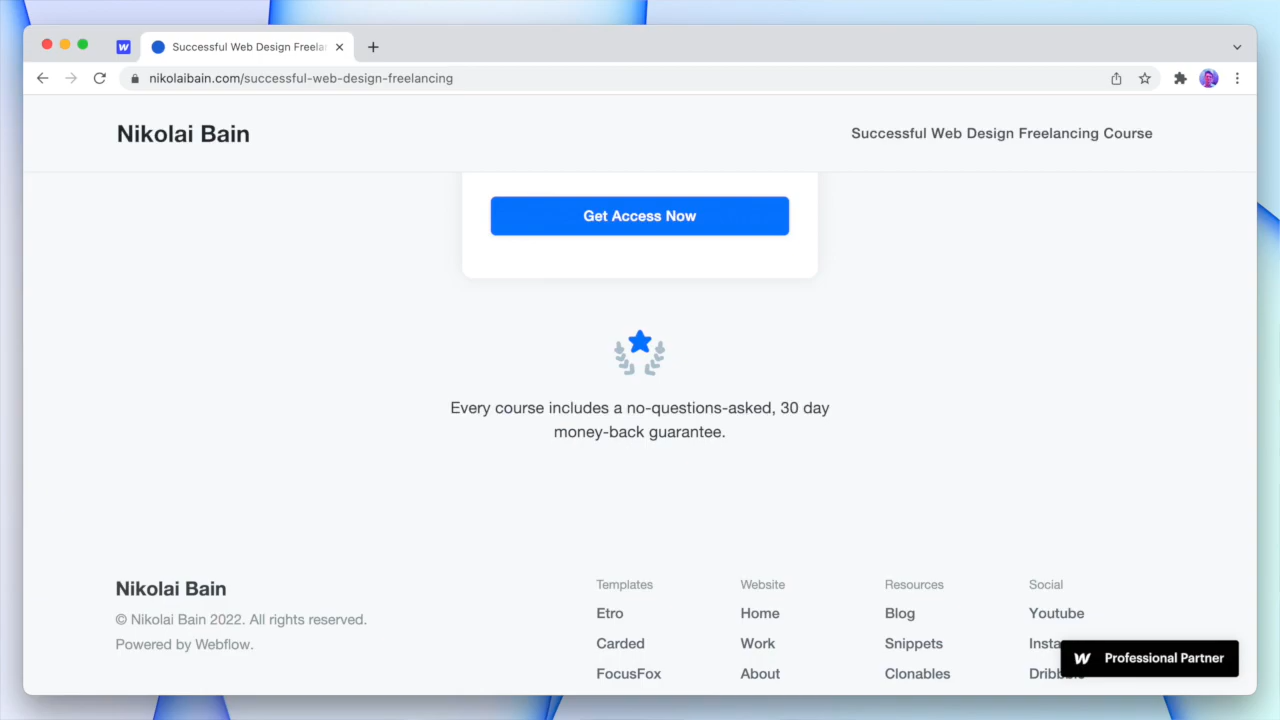 Successful Web Design Freela
nikolaibain.com/successful-web-design-freelancing
Nikolai Bain
Successful Web Design Freelancing Course
Get Access Now
Every course includes a no-questions-asked, 30 day
money-back guarantee.
Nikolai Bain
© Nikolai Bain 2022. All rights reserved.
Powered by Webflow.
Templates
Etro
Carded
FocusFox
Website
Home
Work
About
Resources
Blog
Snippets
Clonables
Social
Youtube
Insta
Dribbble
W Professional Partner